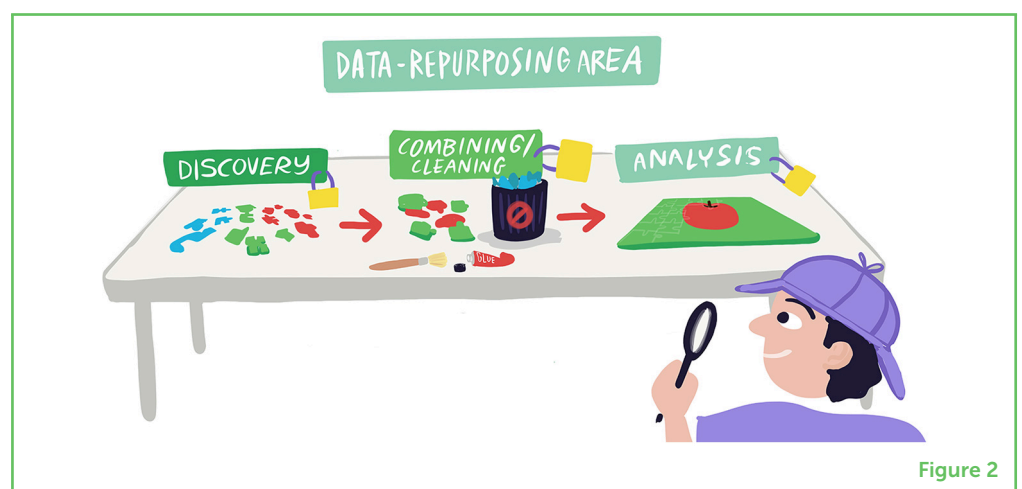 DATA-REPURPOSING AREA
DISCOVERY
COMBINING/
CLEANING
ANALYSIS
GLUE
Figure 2